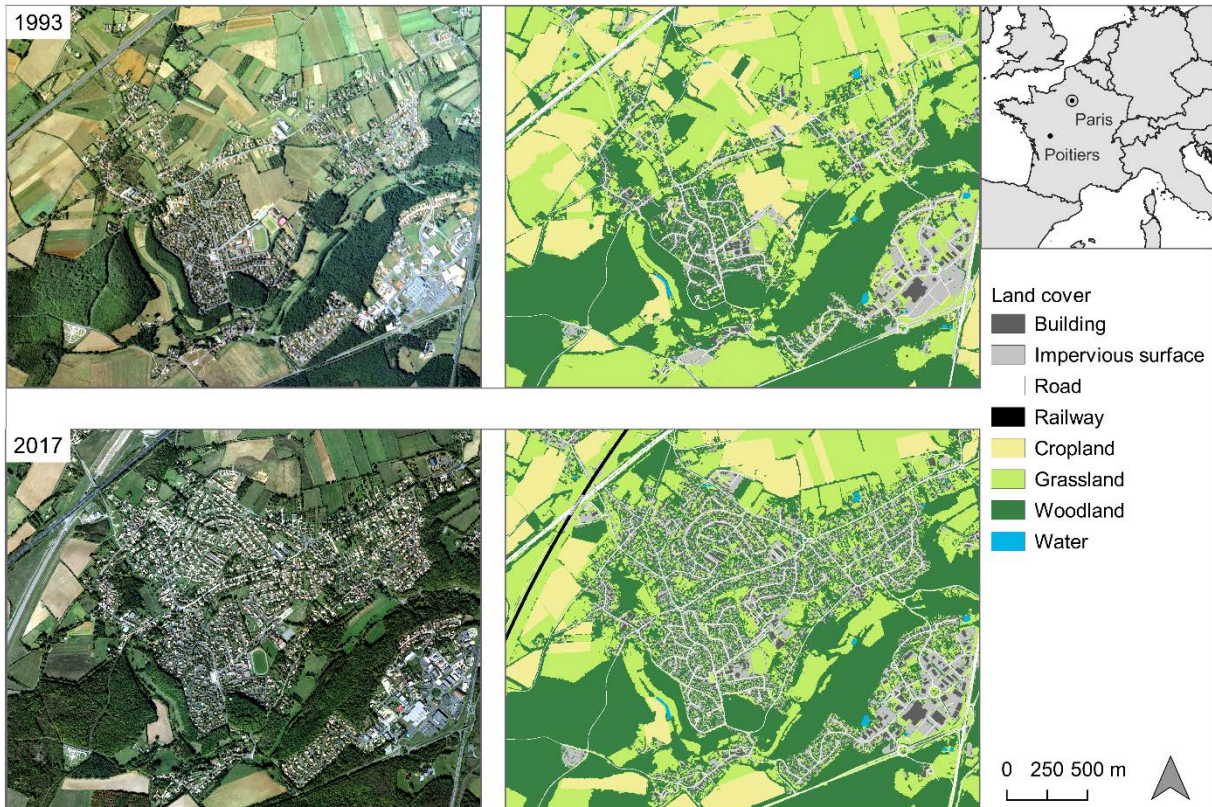 1993
Paris
Poitiers
Land cover
Building
Impervious surface
Road
Railway
Cropland
Grassland
Woodland
Water
2017
0 250 500 m